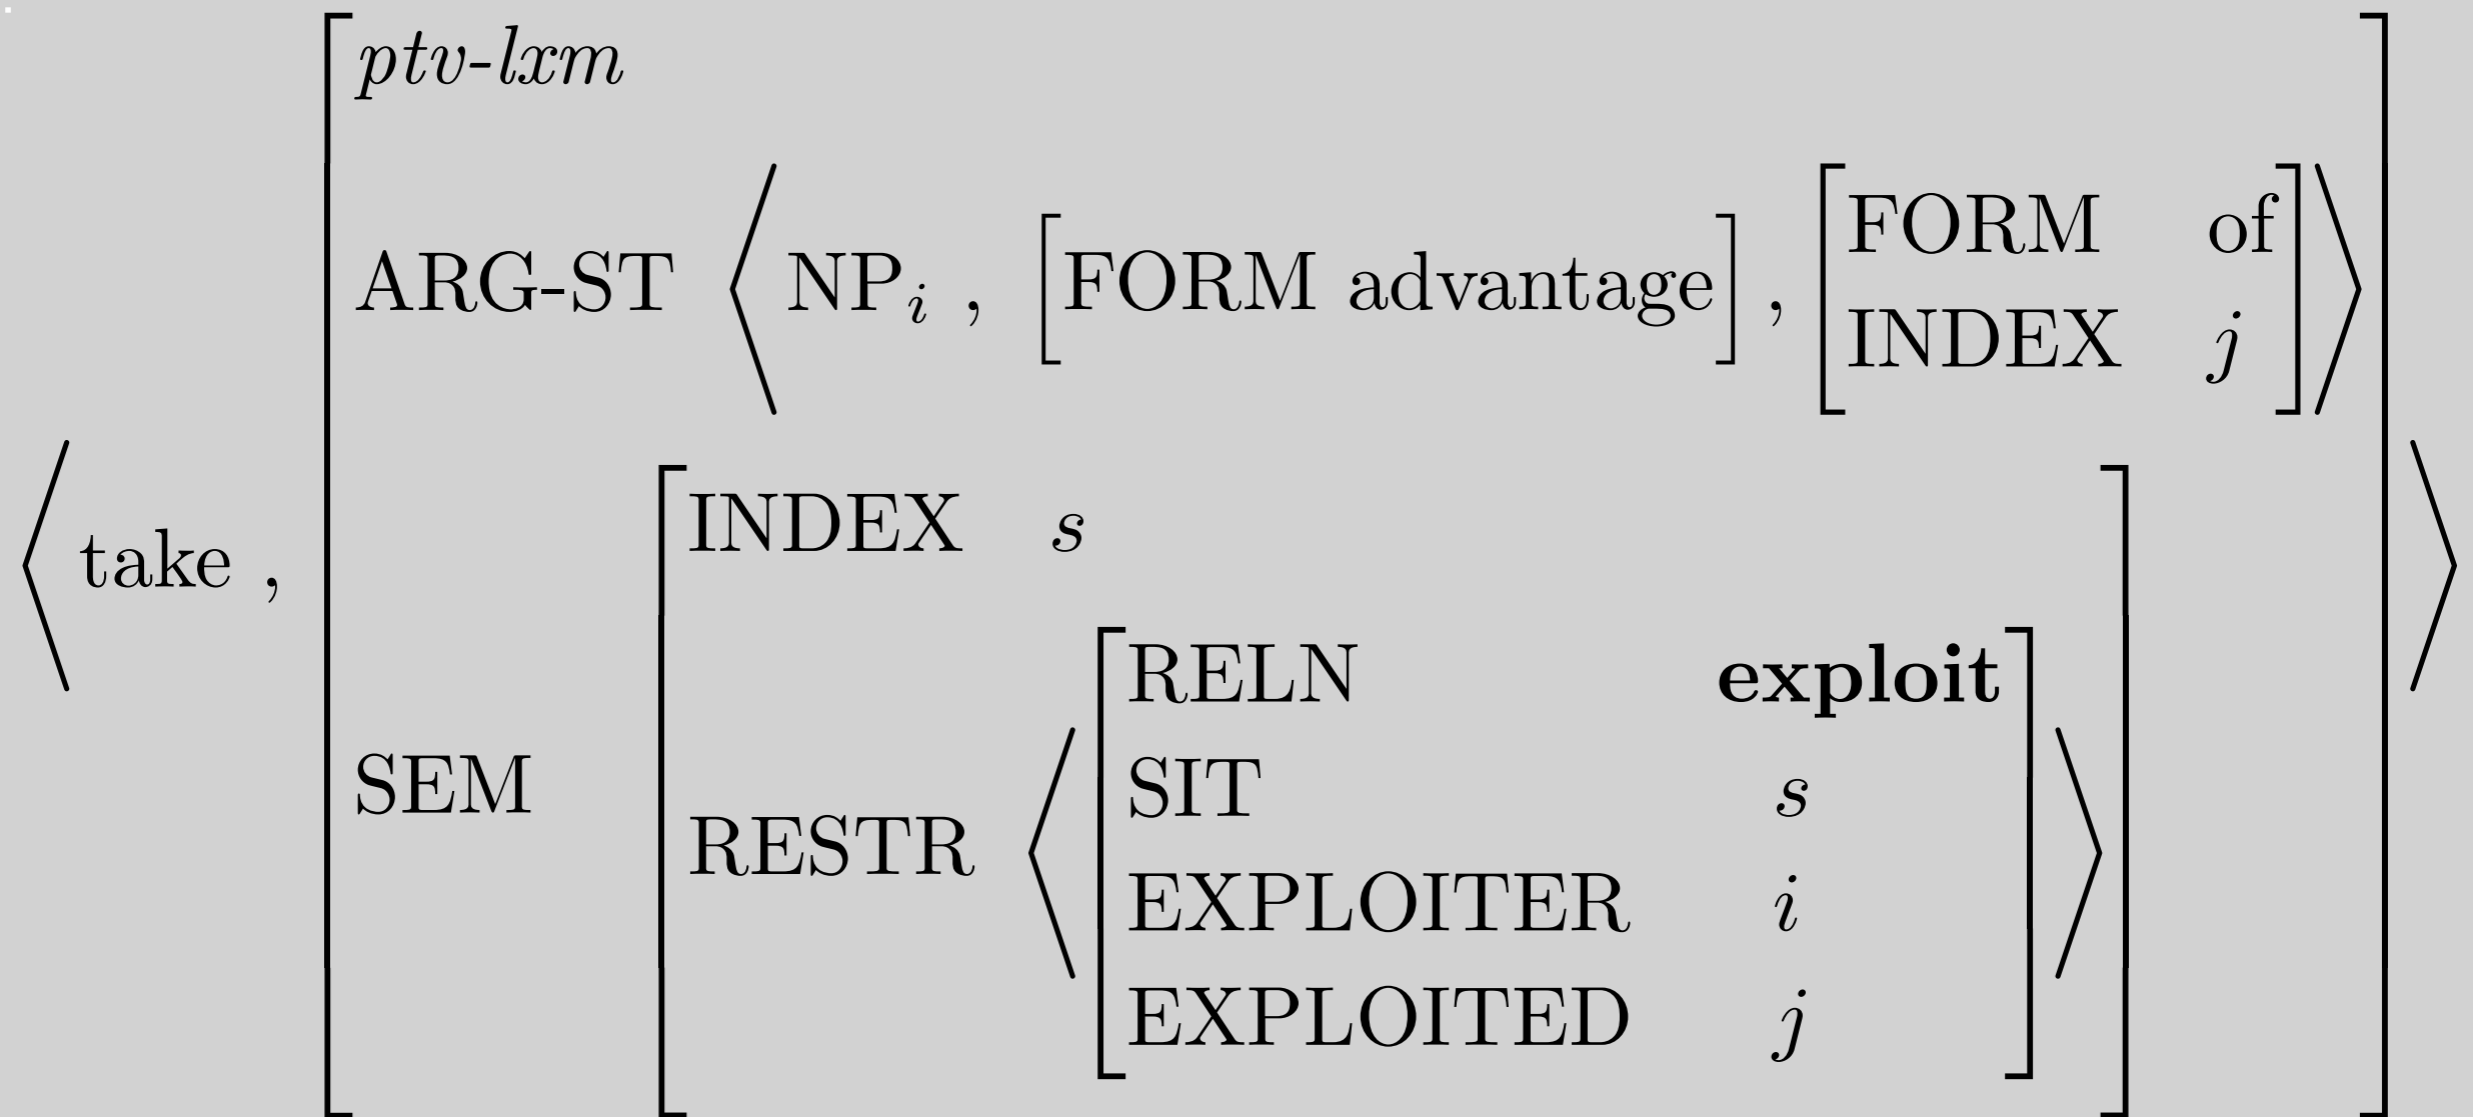 ptv-lxm
ARG-ST ⟨ NP_i , [FORM advantage] , [FORM of
INDEX j] ⟩
⟨ take ,
SEM
INDEX s
RESTR ⟨
RELN exploit
SIT s
EXPLOITER i
EXPLOITED j
⟩ ⟩